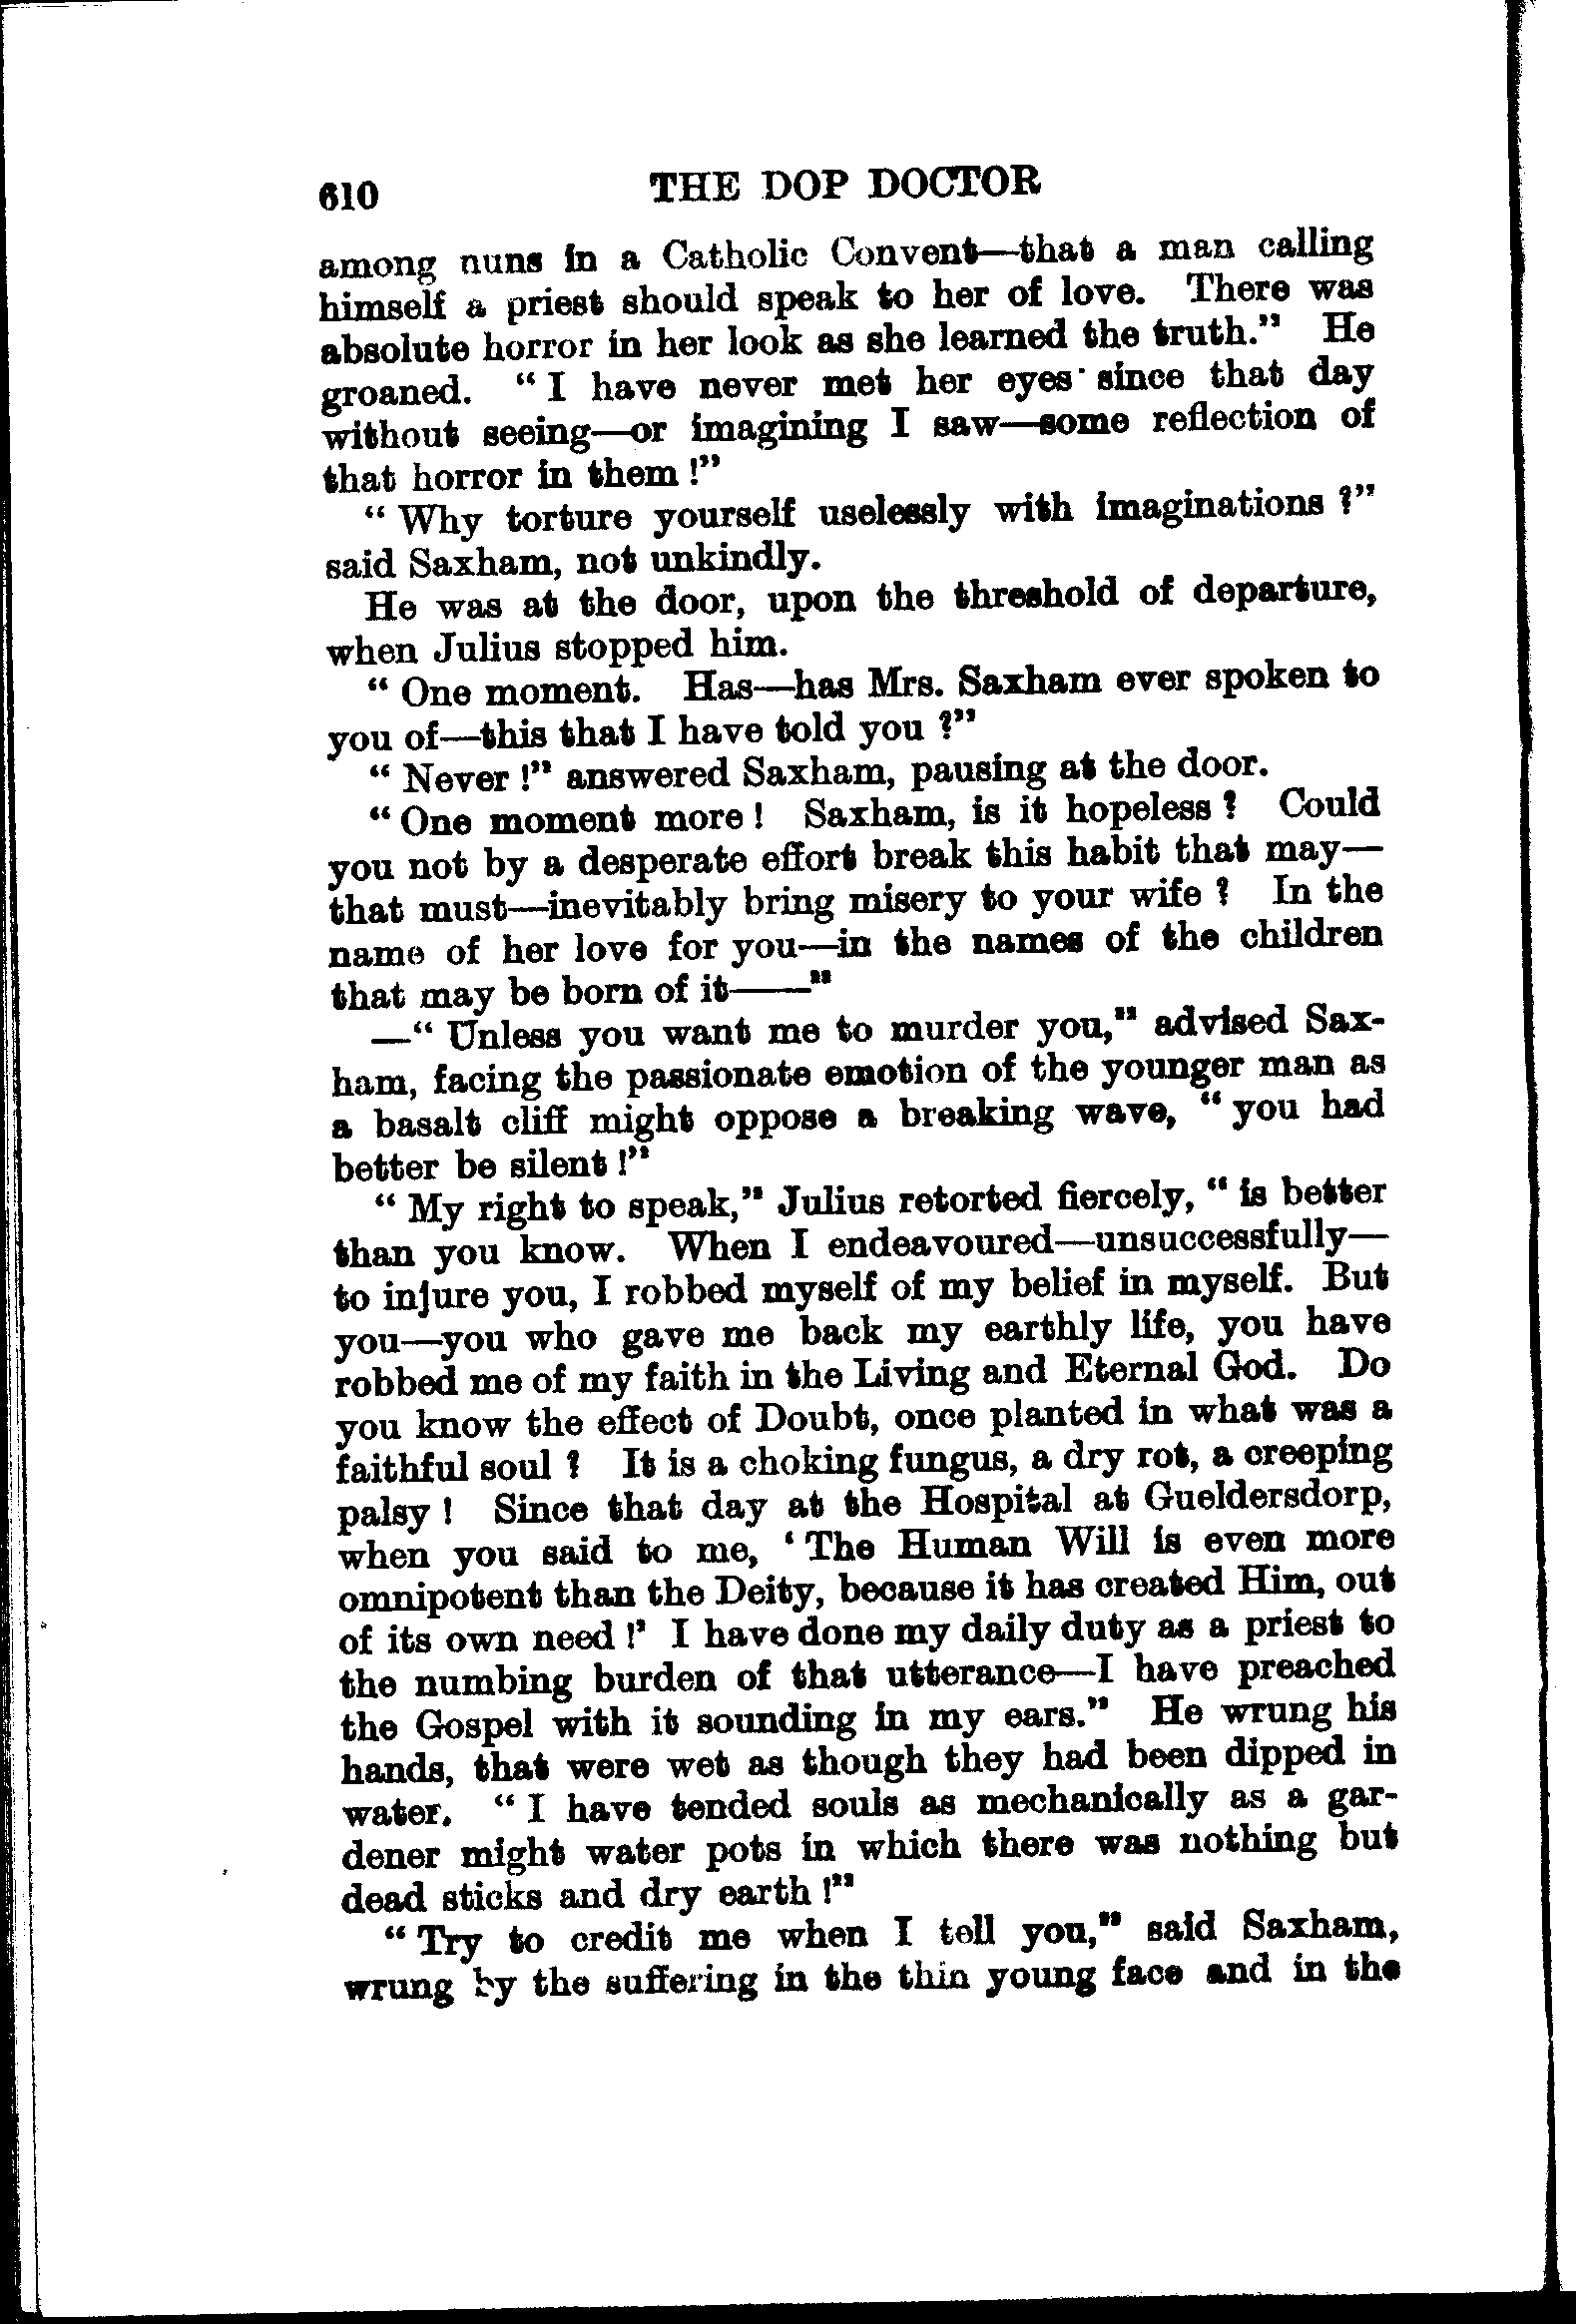 610 THE DOP DOCTOR
among nuns in a Catholic Convent—that a man calling
himself a priest should speak to her of love. There was
absolute horror in her look as she learned the truth.” He
groaned. “ I have never met her eyes since that day
without seeing—or imagining I saw—some reflection of
that horror in them !”
“ Why torture yourself uselessly with imaginations ?”
said Saxham, not unkindly.
He was at the door, upon the threshold of departure,
when Julius stopped him.
“ One moment. Has—has Mrs. Saxham ever spoken to
you of—this that I have told you ?”
“ Never !” answered Saxham, pausing at the door.
“ One moment more ! Saxham, is it hopeless ? Could
you not by a desperate effort break this habit that may—
that must—inevitably bring misery to your wife ? In the
name of her love for you—in the names of the children
that may be born of it——”
—“ Unless you want me to murder you,” advised Sax-
ham, facing the passionate emotion of the younger man as
a basalt cliff might oppose a breaking wave, “ you had
better be silent !”
“ My right to speak,” Julius retorted fiercely, “ is better
than you know. When I endeavoured—unsuccessfully—
to injure you, I robbed myself of my belief in myself. But
you—you who gave me back my earthly life, you have
robbed me of my faith in the Living and Eternal God. Do
you know the effect of Doubt, once planted in what was a
faithful soul ? It is a choking fungus, a dry rot, a creeping
palsy ! Since that day at the Hospital at Gueldersdorp,
when you said to me, ‘ The Human Will is even more
omnipotent than the Deity, because it has created Him, out
of its own need !’ I have done my daily duty as a priest to
the numbing burden of that utterance—I have preached
the Gospel with it sounding in my ears.” He wrung his
hands, that were wet as though they had been dipped in
water. “ I have tended souls as mechanically as a gar-
dener might water pots in which there was nothing but
dead sticks and dry earth !”
“ Try to credit me when I tell you,” said Saxham,
wrung by the suffering in the thin young face and in the